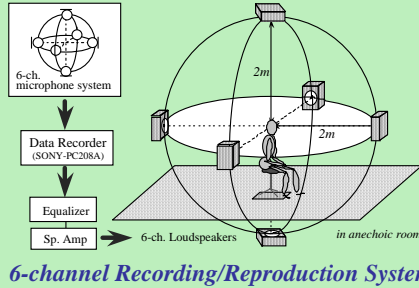 6-ch.
microphone system
Data Recorder
(SONY-PC208A)
Equalizer
Sp. Amp
6-ch. Loudspeakers
2m
2m
in anechoic room
6-channel Recording/Reproduction System